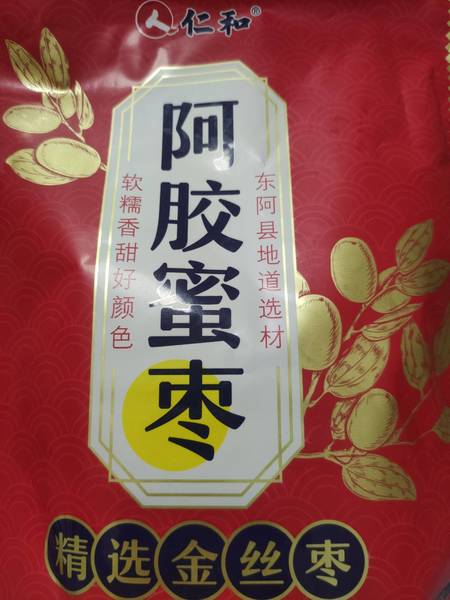 仁和®
阿胶蜜枣
东阿县地道选材
软糯香甜好颜色
精选金丝枣